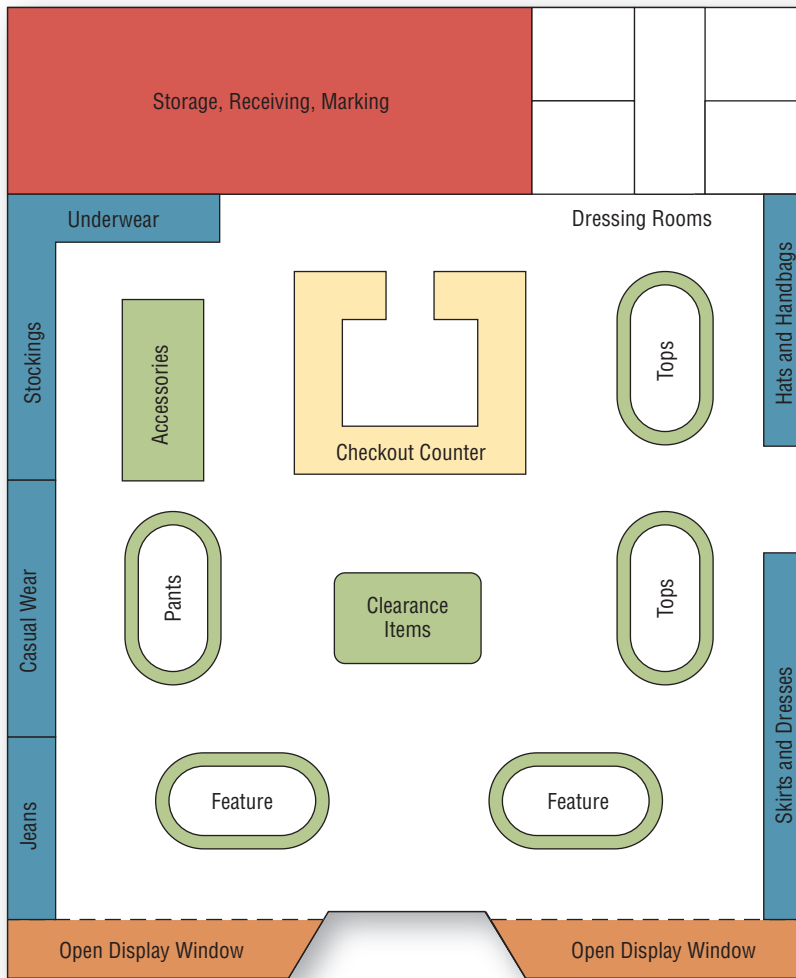 Storage, Receiving, Marking
Underwear
Dressing Rooms
Stockings
Accessories
Checkout Counter
Tops
Hats and Handbags
Casual Wear
Pants
Clearance
Items
Tops
Skirts and Dresses
Jeans
Feature
Feature
Open Display Window
Open Display Window